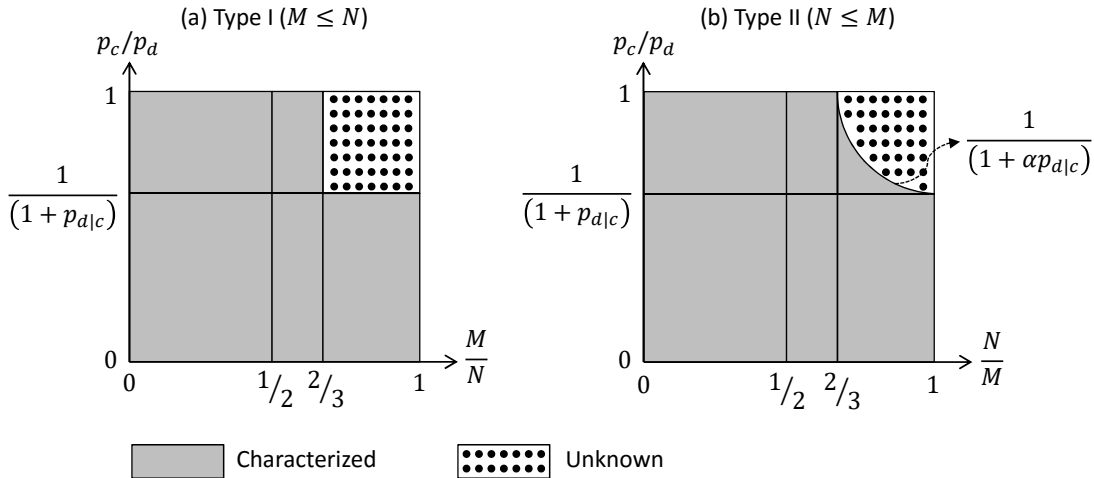 (a) Type I (M ≤ N)
p_c/p_d
1
1/(1 + p_{d|c})
0
0
1/2
2/3
1
M/N
(b) Type II (N ≤ M)
p_c/p_d
1
1/(1 + αp_{d|c})
1/(1 + p_{d|c})
0
0
1/2
2/3
1
N/M
Characterized
Unknown